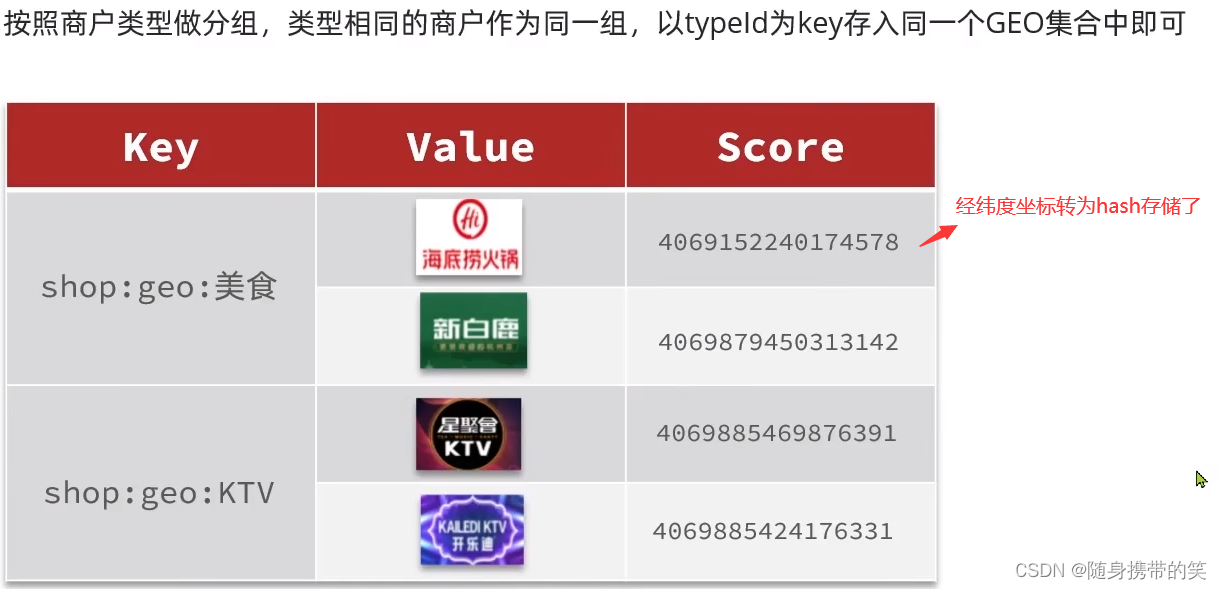 按照商户类型做分组，类型相同的商户作为同一组，以typeId为key存入同一个GEO集合中即可
Key Value Score
shop:geo:美食
Hi
海底捞火锅
4069152240174578
经纬度坐标转为hash存储了
新白鹿
4069879450313142
shop:geo:KTV
星聚會
KTV
4069885469876391
KAILEDI KTV
开乐迪
4069885424176331
CSDN @随身携带的笑